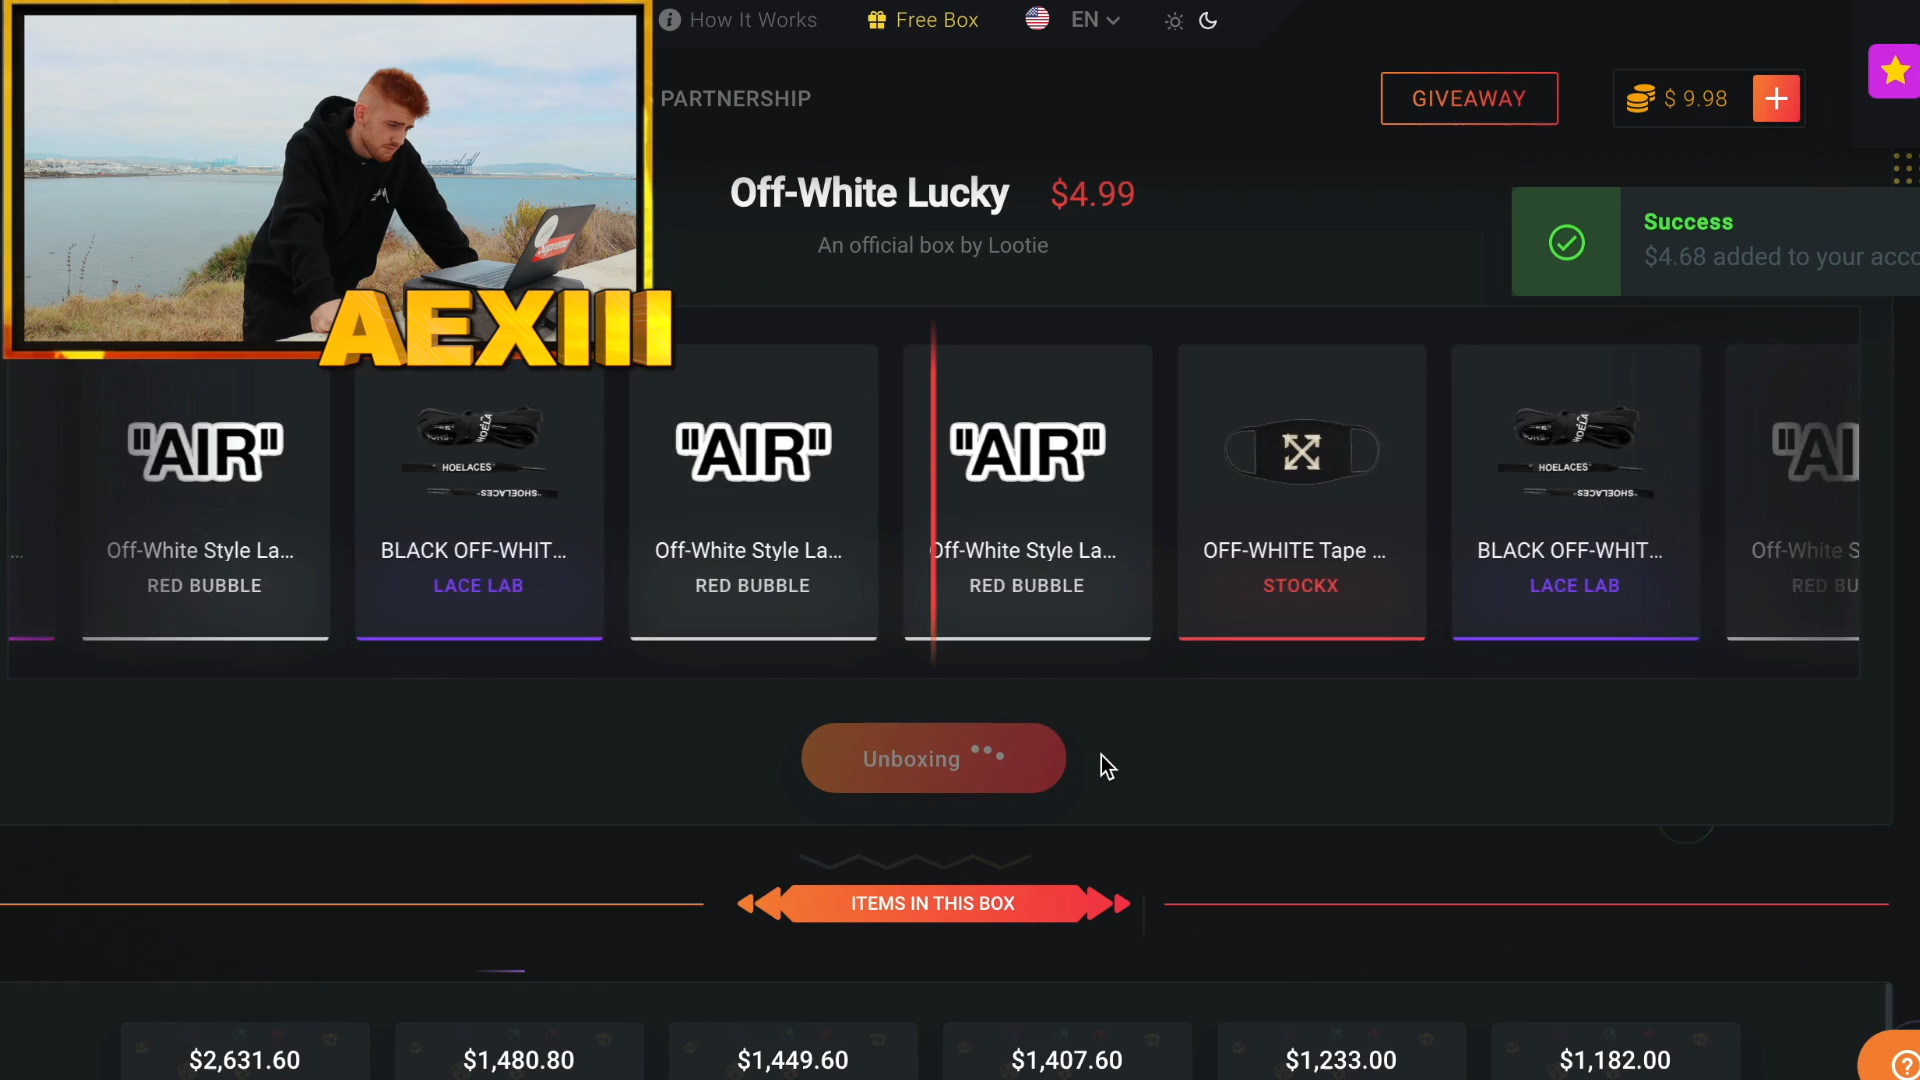 How It Works
Free Box
EN
PARTNERSHIP
GIVEAWAY
$ 9.98
Off-White Lucky $4.99
An official box by Lootie
Success
$4.68 added to your acco
Supreme
AEXIII
"AIR"
HOELACES
SHOELACES
"AIR"
"AIR"
HOELACES
SHOELACES
"AI
...
Off-White Style La...
BLACK OFF-WHIT...
Off-White Style La...
Off-White Style La...
OFF-WHITE Tape ...
BLACK OFF-WHIT...
Off-White S
RED BUBBLE
LACE LAB
RED BUBBLE
RED BUBBLE
STOCKX
LACE LAB
RED BU
Unboxing
ITEMS IN THIS BOX
$2,631.60
$1,480.80
$1,449.60
$1,407.60
$1,233.00
$1,182.00